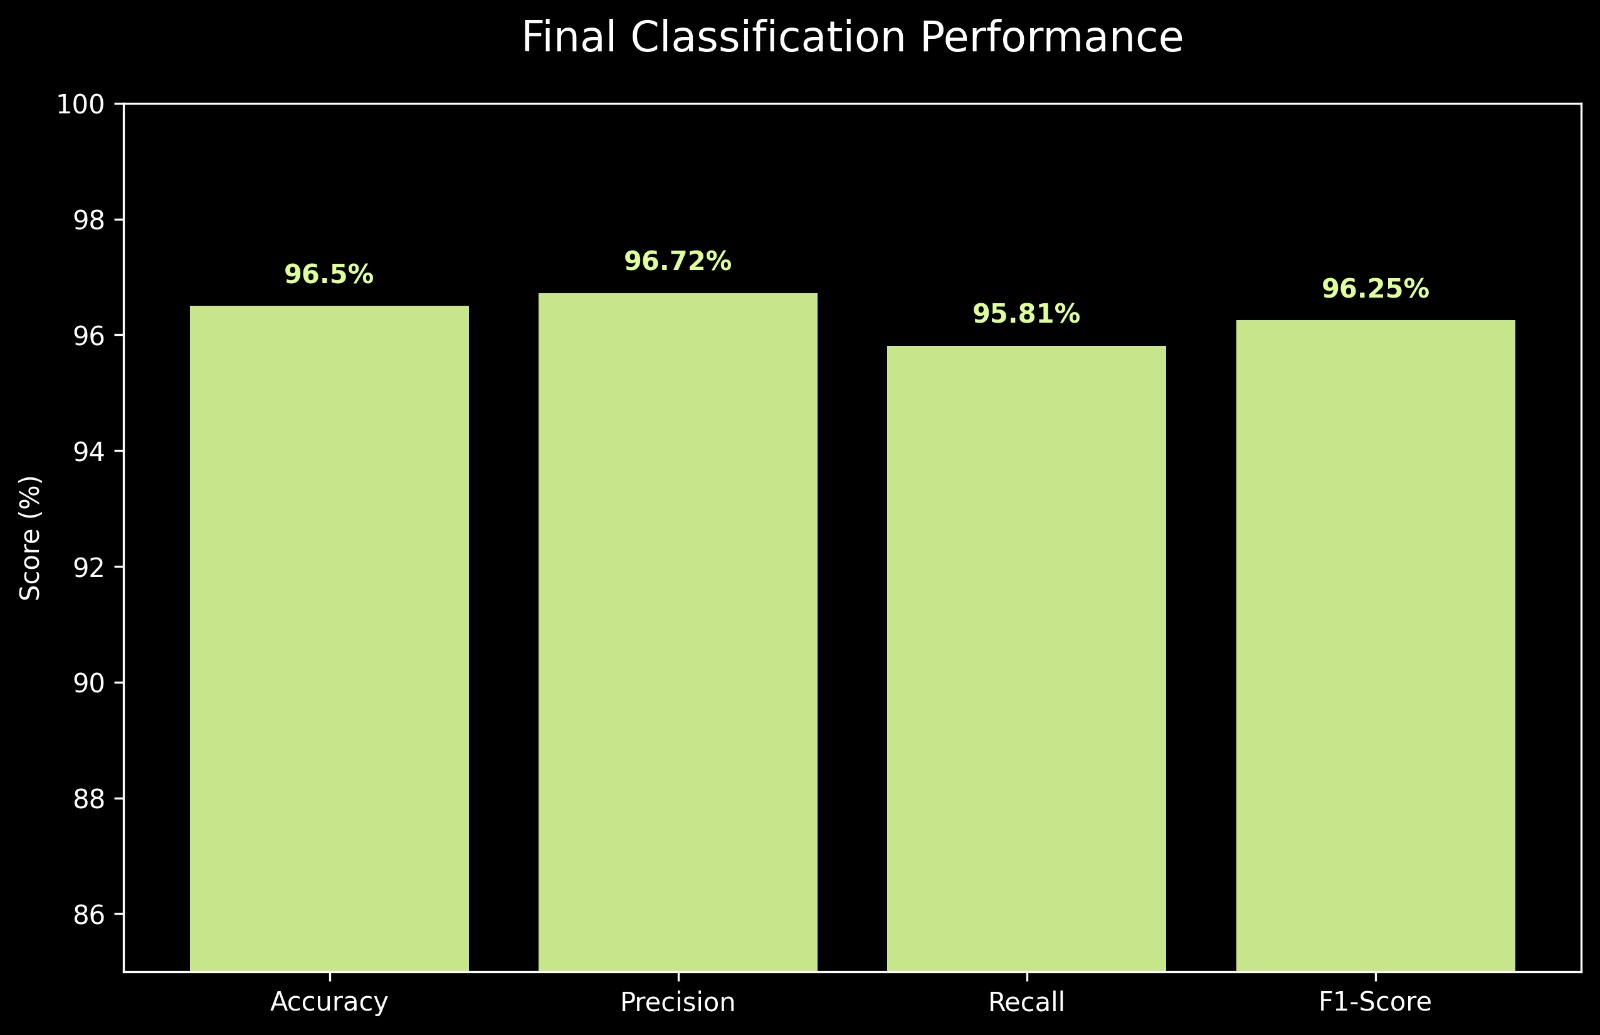 Final Classification Performance
100
98
96
94
92
90
88
86
Score (%)
96.5%
96.72%
95.81%
96.25%
Accuracy
Precision
Recall
F1-Score